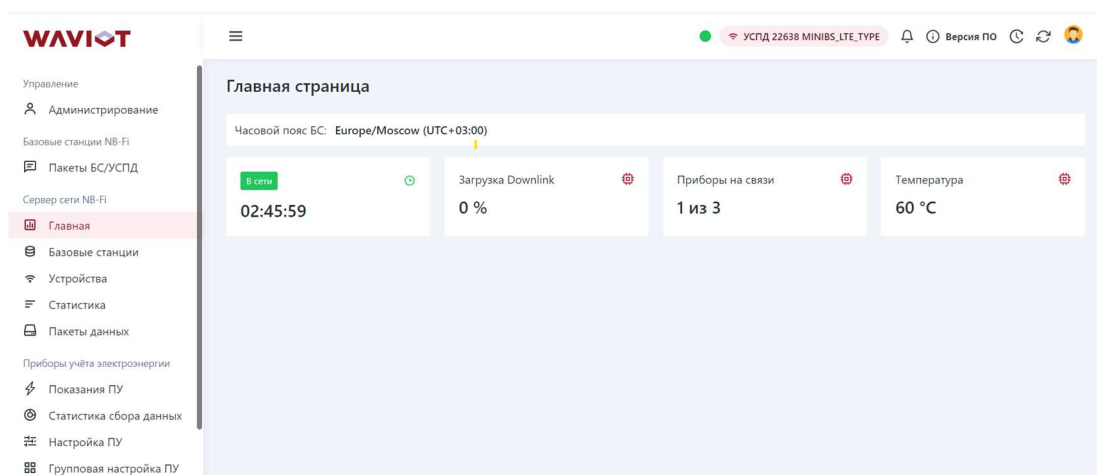 WAVIOT
УСПД 22638 MINIBS_LTE_TYPE
Версия ПО
Управление
Администрирование
Базовые станции NB-Fi
Пакеты БС/УСПД
Сервер сети NB-Fi
Главная
Базовые станции
Устройства
Статистика
Пакеты данных
Приборы учёта электроэнергии
Показания ПУ
Статистика сбора данных
Настройка ПУ
Групповая настройка ПУ
Главная страница
Часовой пояс БС: Europe/Moscow (UTC+03:00)
В сети
02:45:59
Загрузка Downlink
0 %
Приборы на связи
1 из 3
Температура
60 °C